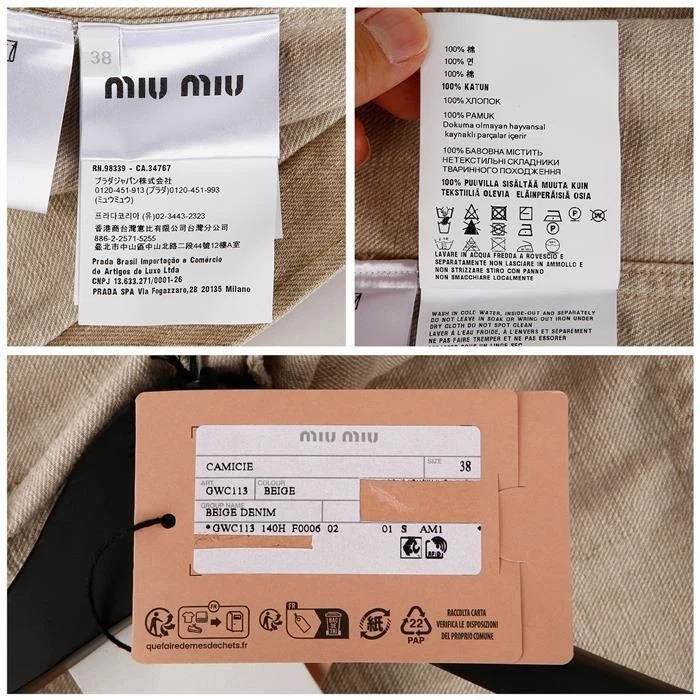 38
miu miu
RN.98339 - CA.34767
プラダジャパン株式会社
0120-451-913 (プラダ)0120-451-993
(ミュウミュウ)
프라다코리아 (유)02-3443-2323
香港商台灣惠比有限公司台灣分公司
886-2-2571-5255
臺北市中山區中山北路二段44號12樓A室
Prada Brasil Importação e Comércio
de Artigos de Luxo Ltda
CNPJ 13.633.271/0001-26
PRADA SPA Via Fogazzaro,28 20135 Milano
100% 棉
100% 면
100% 棉
100% KATUN
100% ХЛОПОК
100% PAMUK
Dokuma olmayan hayvansal
kaynaklı parçalar içerir
100% БАВОВНА МІСТИТЬ
НЕТЕКСТИЛЬНІ СКЛАДНИКИ
ТВАРИННОГО ПОХОДЖЕННЯ
100% PUUVILLA SISÄLTÄÄ MUUTA KUIN
TEKSTIILIÄ OLEVIA ELÄINPERÄISIÄ OSIA
LAVARE IN ACQUA FREDDA A ROVESCIO E
SEPARATAMENTE NON LASCIARE IN AMMOLLO E
NON STRIZZARE STIRO CON PANNO
NON SMACCHIARE LOCALMENTE
WASH IN COLD WATER, INSIDE-OUT AND SEPARATELY
DO NOT LEAVE IN SOAK OR WRING OUT IRON UNDER
DRY CLOTH DO NOT SPOT CLEAN
LAVER À L'EAU FROIDE, À L'ENVERS ET SÉPARÉMENT
NE PAS FAIRE TREMPER ET NE PAS ESSORER
miu miu
CAMICIE SIZE 38
ART. GWC113 COLOUR BEIGE
GROUP NAME
BEIGE DENIM
*GWC113 140H F0006 02 01 S AM1
RFID
FR
quefairedemesdechets.fr
FR
BAC DE TRI
紙
22
PAP
RACCOLTA CARTA
VERIFICA LE DISPOSIZIONI
DEL PROPRIO COMUNE